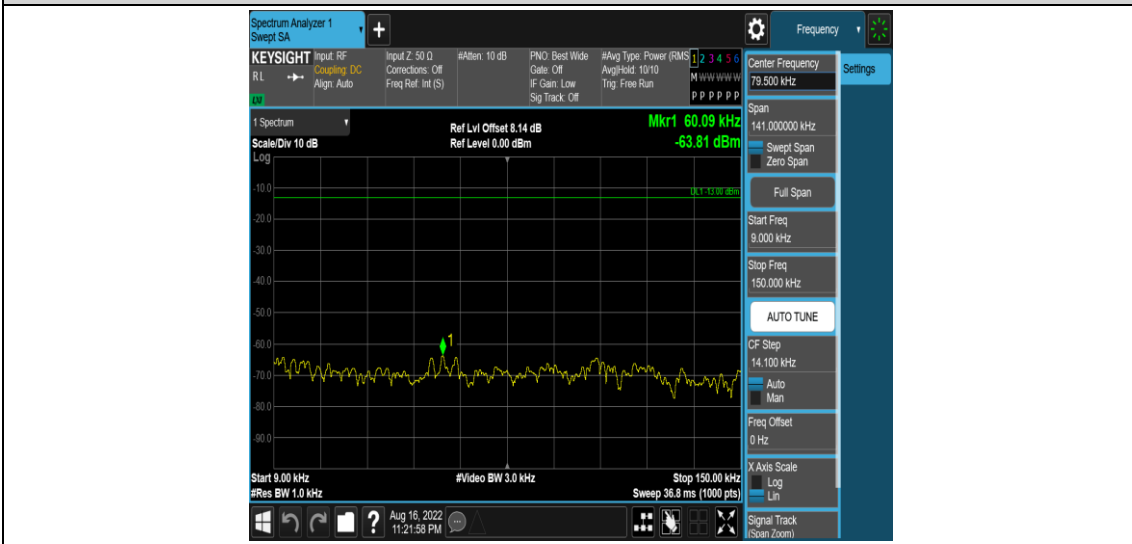 Spectrum Analyzer 1
Swept SA
+
Frequency
KEYSIGHT
RL
Input: RF
Coupling: DC
Align: Auto
Input Z: 50 Ω
Corrections: Off
Freq Ref: Int (S)
#Atten: 10 dB
PNO: Best Wide
Gate: Off
IF Gain: Low
Sig Track: Off
#Avg Type: Power (RMS
Avg|Hold: 10/10
Trig: Free Run
1 2 3 4 5 6
M W W W W W
P P P P P P
1 Spectrum
Scale/Div 10 dB
Log
Ref Lvl Offset 8.14 dB
Ref Level 0.00 dBm
Mkr1 60.09 kHz
-63.81 dBm
DL1 -13.00 dBm
-10.0
-20.0
-30.0
-40.0
-50.0
-60.0
-70.0
-80.0
-90.0
1
Start 9.00 kHz
#Res BW 1.0 kHz
#Video BW 3.0 kHz
Stop 150.00 kHz
Sweep 36.8 ms (1000 pts)
Aug 16, 2022
11:21:58 PM
?
Center Frequency
79.500 kHz
Settings
Span
141.000000 kHz
Swept Span
Zero Span
Full Span
Start Freq
9.000 kHz
Stop Freq
150.000 kHz
AUTO TUNE
CF Step
14.100 kHz
Auto
Man
Freq Offset
0 Hz
X Axis Scale
Log
Lin
Signal Track
(Span Zoom)